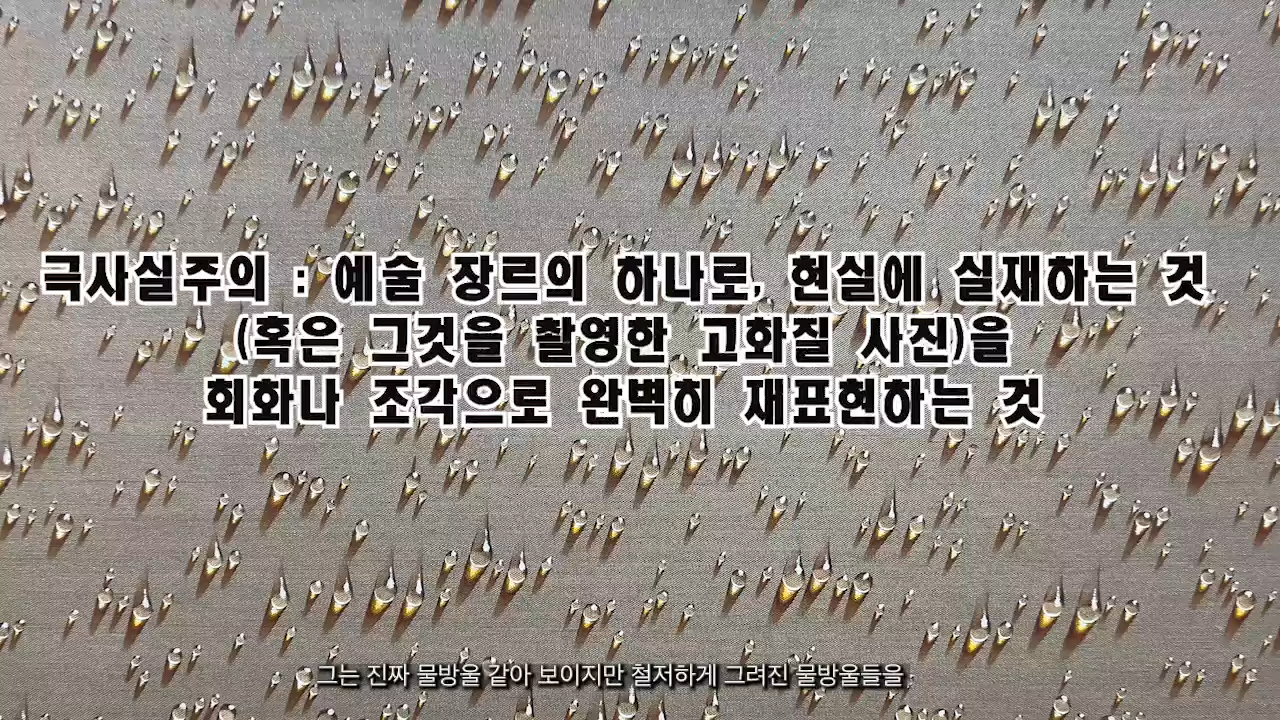 극사실주의 : 예술 장르의 하나로, 현실에 실재하는 것
(혹은 그것을 촬영한 고화질 사진)을
회화나 조각으로 완벽히 재표현하는 것
그는 진짜 물방울 같아 보이지만 철저하게 그려진 물방울들을